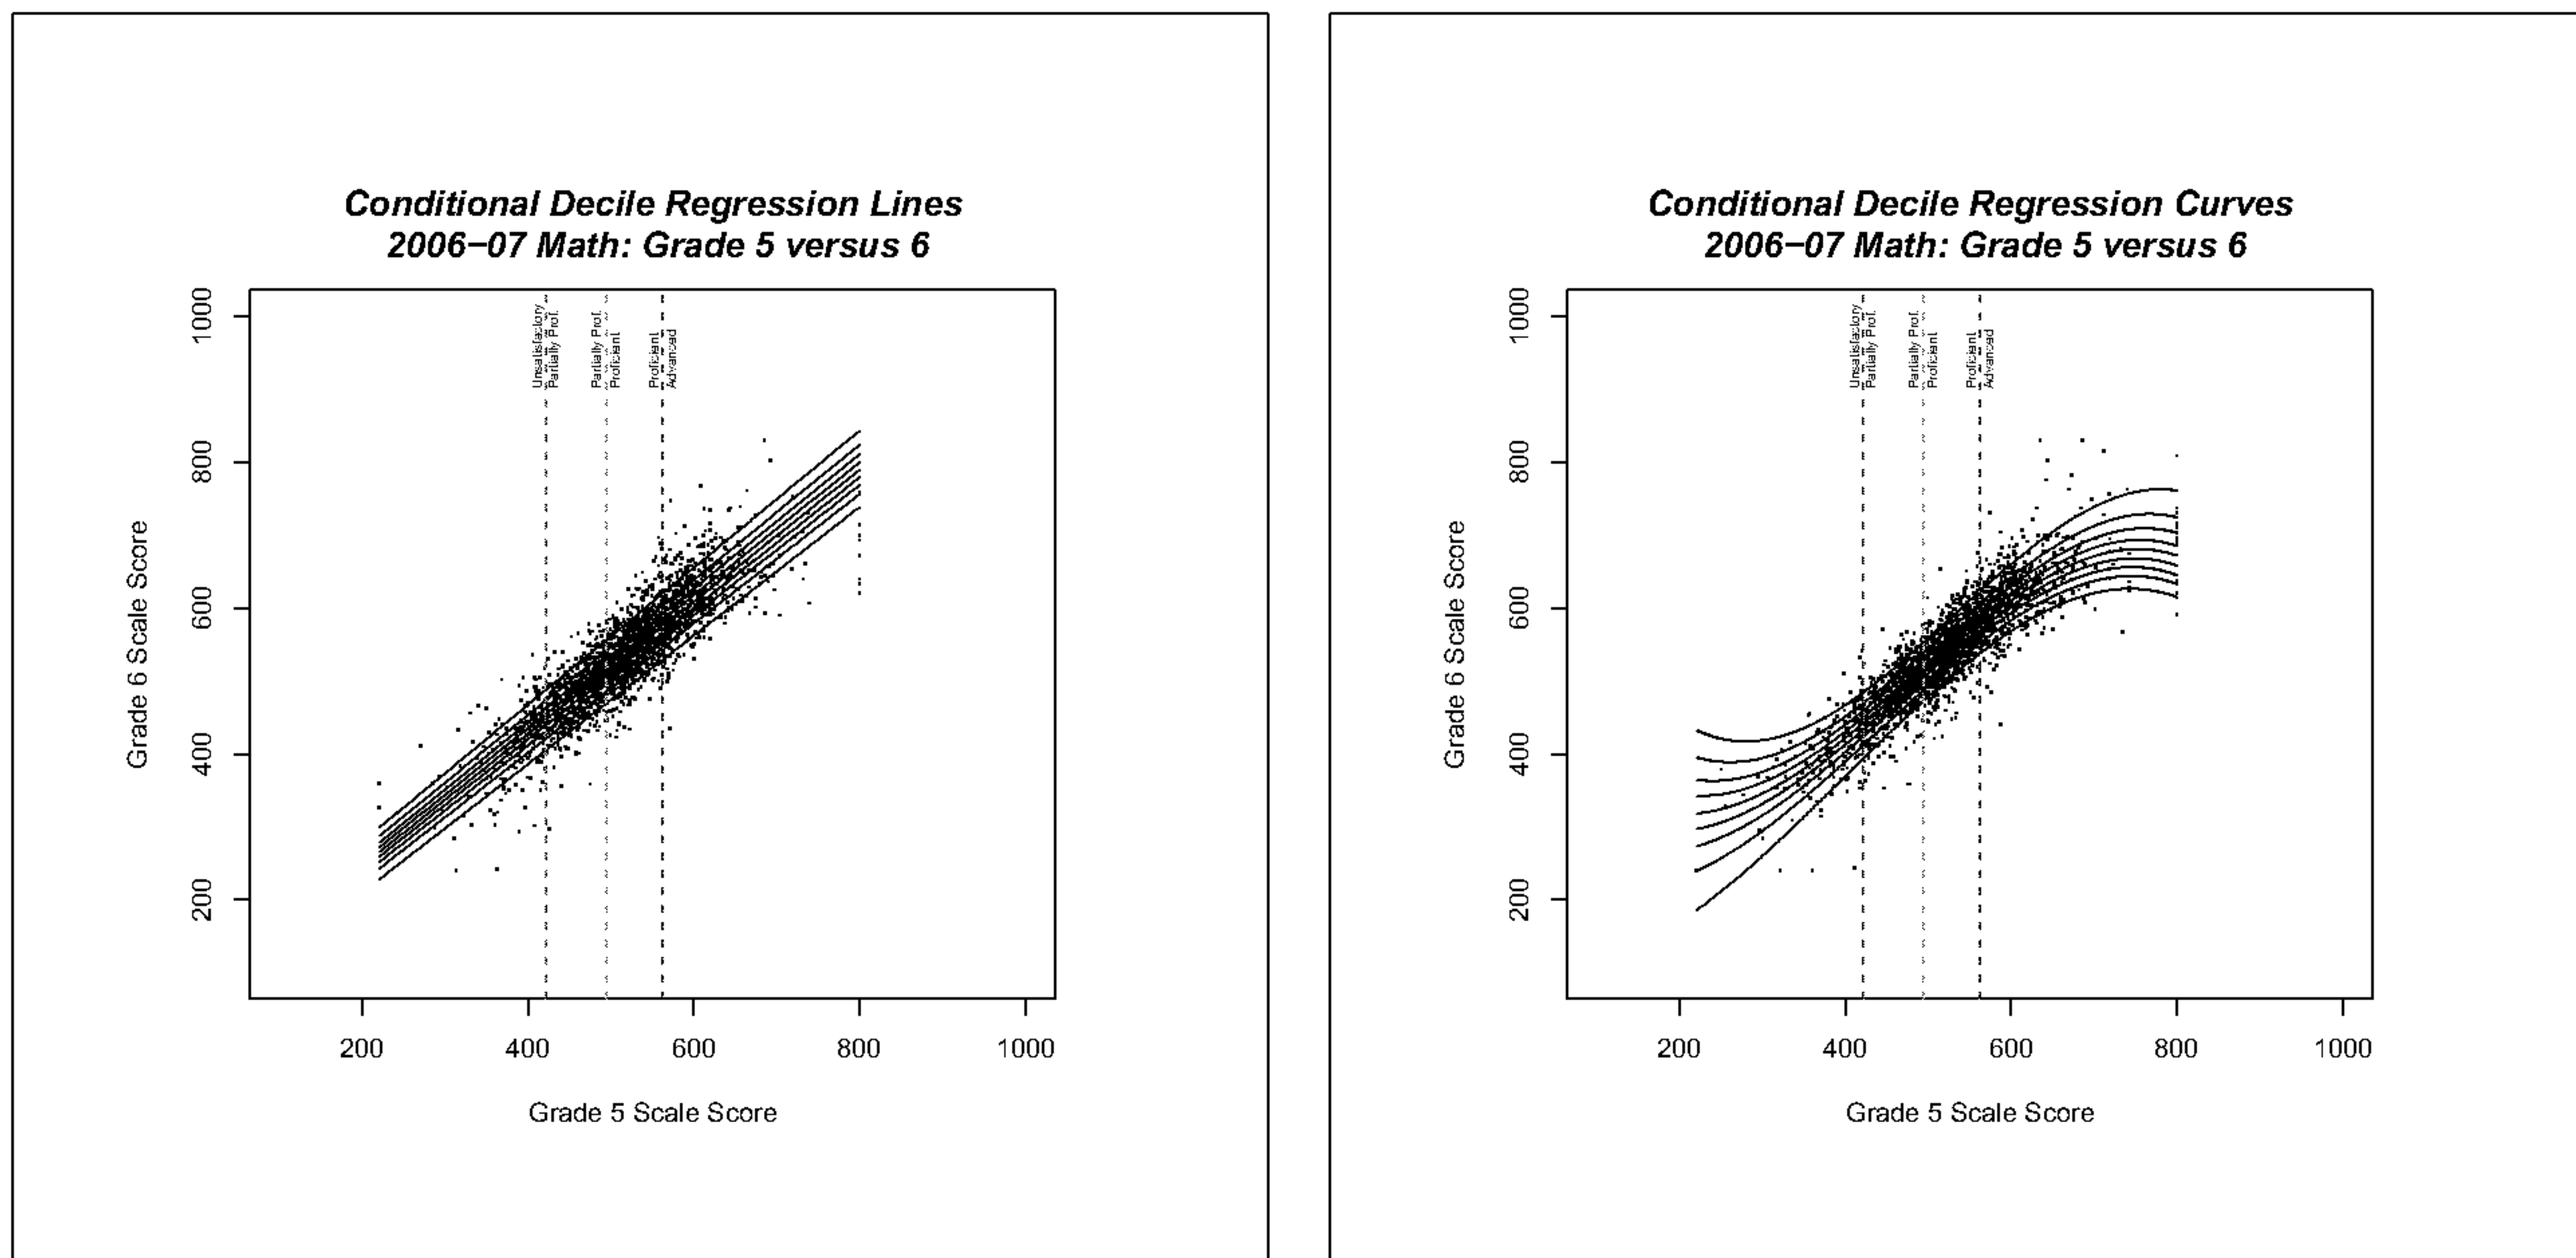 Conditional Decile Regression Lines
2006−07 Math: Grade 5 versus 6
1000
800
600
400
200
Grade 6 Scale Score
Unsatisfactory
Partially Prof.
Partially Prof.
Proficient
Proficient
Advanced
200 400 600 800 1000
Grade 5 Scale Score
Conditional Decile Regression Curves
2006−07 Math: Grade 5 versus 6
1000
800
600
400
200
Grade 6 Scale Score
Unsatisfactory
Partially Prof.
Partially Prof.
Proficient
Proficient
Advanced
200 400 600 800 1000
Grade 5 Scale Score